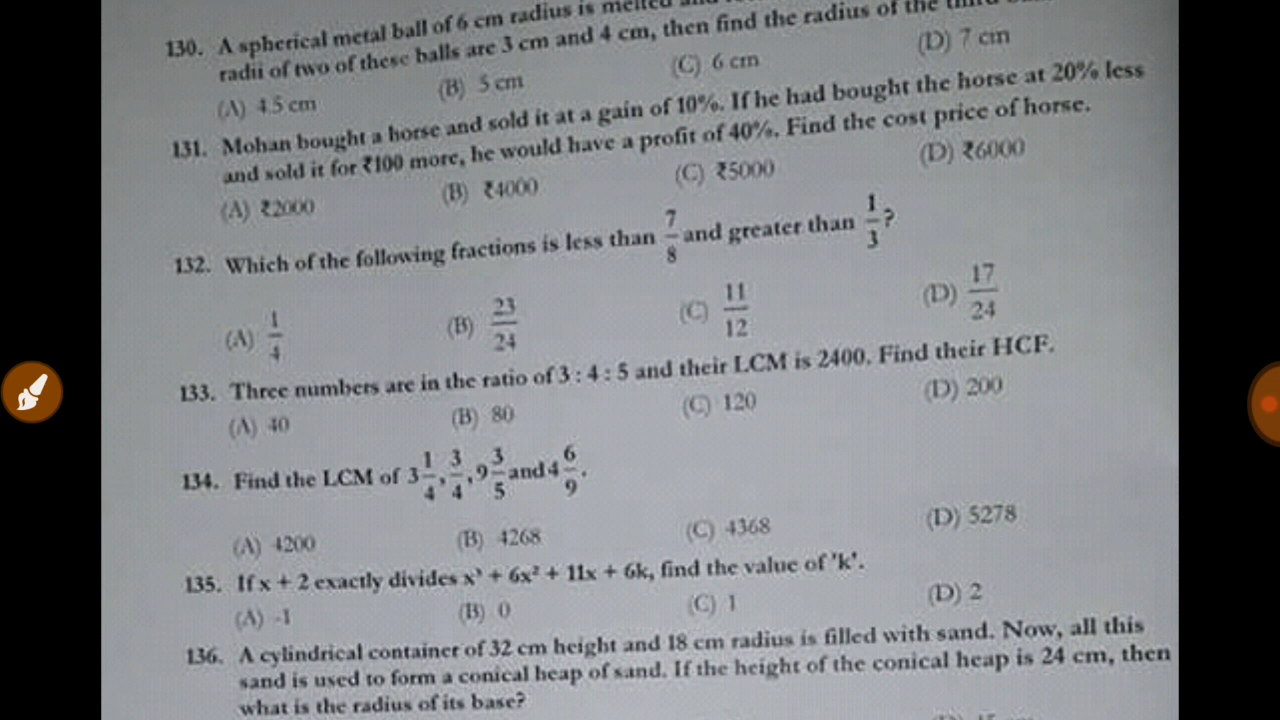 130. A spherical metal ball of 6 cm radius is melted
radii of two of these balls are 3 cm and 4 cm, then find the radius of the
(A) 4.5 cm (B) 5 cm (C) 6 cm (D) 7 cm
131. Mohan bought a horse and sold it at a gain of 10%. If he had bought the horse at 20% less
and sold it for ₹100 more, he would have a profit of 40%. Find the cost price of horse.
(A) ₹2000 (B) ₹4000 (C) ₹5000 (D) ₹6000
132. Which of the following fractions is less than 7/8 and greater than 1/3?
(A) 1/4 (B) 23/24 (C) 11/12 (D) 17/24
133. Three numbers are in the ratio of 3 : 4 : 5 and their LCM is 2400. Find their HCF.
(A) 40 (B) 80 (C) 120 (D) 200
134. Find the LCM of 3 1/4, 3/4, 9 3/5 and 4 6/9.
(A) 4200 (B) 4268 (C) 4368 (D) 5278
135. If x + 2 exactly divides x³ + 6x² + 11x + 6k, find the value of 'k'.
(A) -1 (B) 0 (C) 1 (D) 2
136. A cylindrical container of 32 cm height and 18 cm radius is filled with sand. Now, all this
sand is used to form a conical heap of sand. If the height of the conical heap is 24 cm, then
what is the radius of its base?